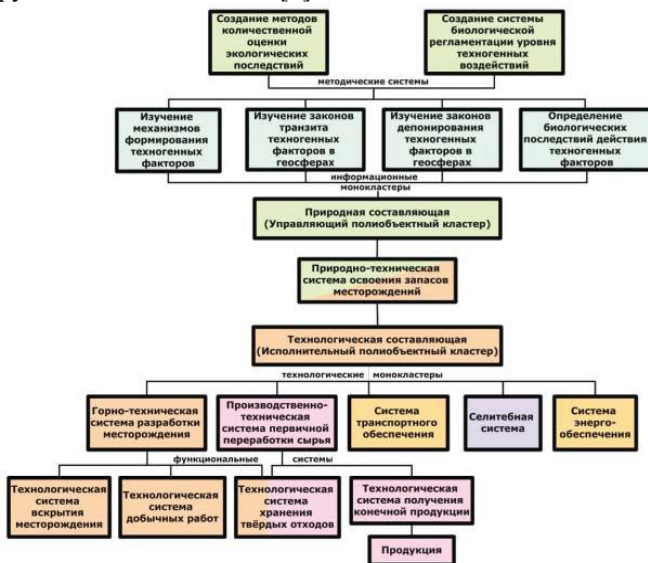 Создание методов
количественной
оценки
экологических
последствий
Создание системы
биологической
регламентации уровня
техногенных
воздействий
методические системы
Изучение
механизмов
формирования
техногенных
факторов
Изучение законов
транзита
техногенных
факторов в
геосферах
Изучение законов
депонирования
техногенных
факторов в
геосферах
Определение
биологических
последствий действия
техногенных
факторов
информационные
монокластеры
Природная составляющая
(Управляющий полиобъектный кластер)
Природно-техническая
система освоения запасов
месторождений
Технологическая составляющая
(Исполнительный полиобъектный кластер)
технологические монокластеры
Горно-техническая
система разработки
месторождения
Производственно-
техническая
система первичной
переработки сырья
Система
транспортного
обеспечения
Селитебная
система
Система
энерго-
обеспечения
функциональные системы
Технологическая
система
вскрытия
месторождения
Технологическая
система
добычных работ
Технологическая
система
хранения
твёрдых отходов
Технологическая
система получения
конечной продукции
Продукция